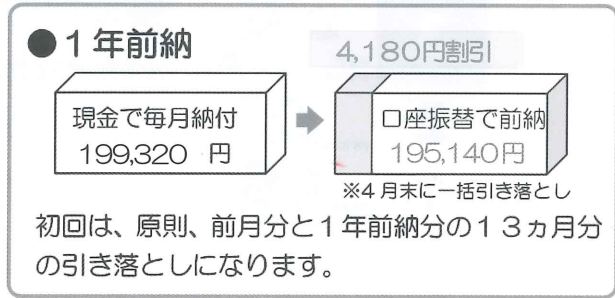 ●１年前納
4,180円割引
現金で毎月納付
199,320 円
口座振替で前納
195,140円
※4月末に一括引き落とし
初回は、原則、前月分と１年前納分の１３ヵ月分
の引き落としになります。